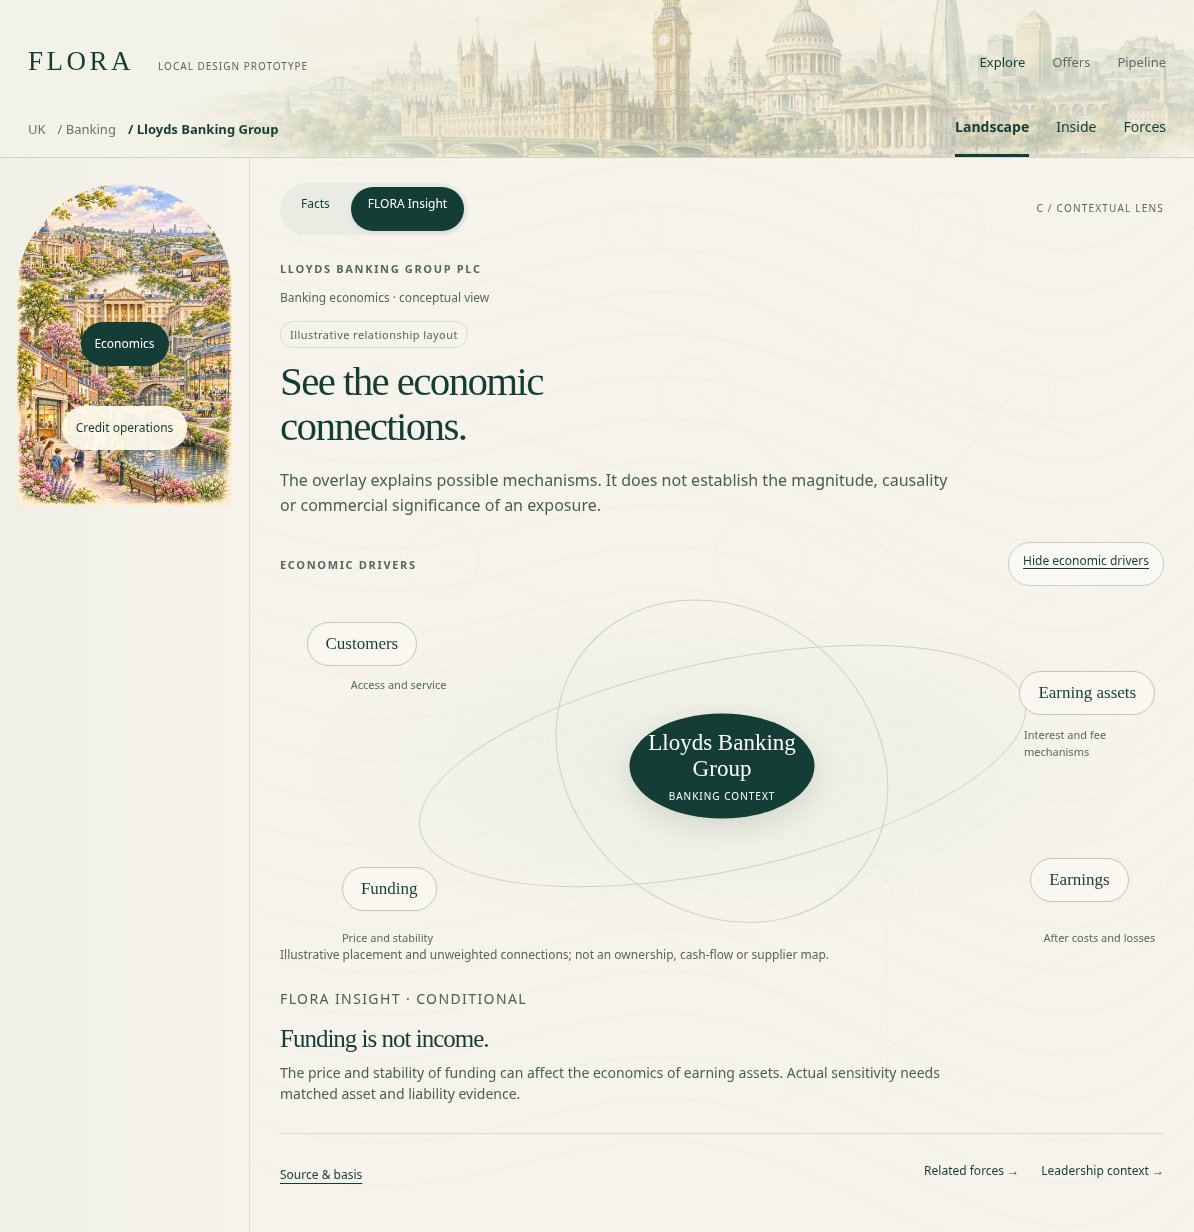 FLORA
LOCAL DESIGN PROTOTYPE
Explore
Offers
Pipeline
UK / Banking / Lloyds Banking Group
Landscape
Inside
Forces
Economics
Credit operations
Facts
FLORA Insight
C / CONTEXTUAL LENS
LLOYDS BANKING GROUP PLC
Banking economics · conceptual view
Illustrative relationship layout
See the economic
connections.
The overlay explains possible mechanisms. It does not establish the magnitude, causality
or commercial significance of an exposure.
ECONOMIC DRIVERS
Hide economic drivers
Customers
Access and service
Earning assets
Interest and fee
mechanisms
Lloyds Banking
Group
BANKING CONTEXT
Funding
Price and stability
Earnings
After costs and losses
Illustrative placement and unweighted connections; not an ownership, cash-flow or supplier map.
FLORA INSIGHT · CONDITIONAL
Funding is not income.
The price and stability of funding can affect the economics of earning assets. Actual sensitivity needs
matched asset and liability evidence.
Source & basis
Related forces →
Leadership context →